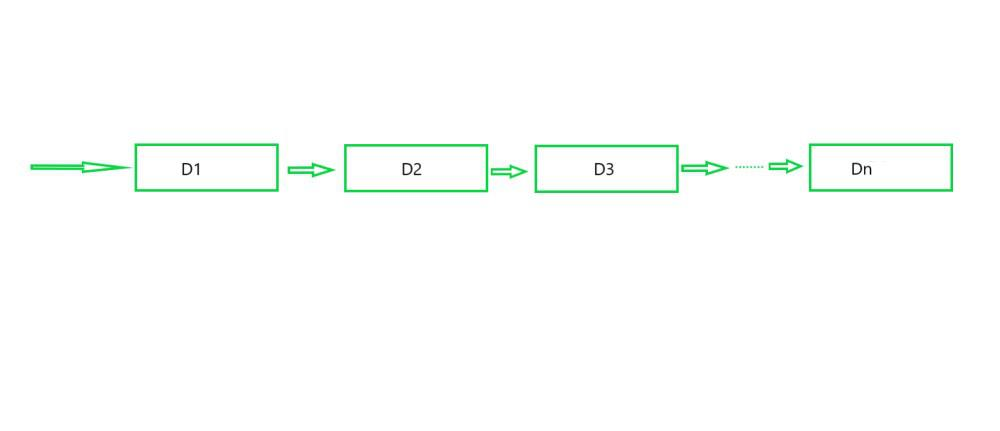 D1 D2 D3 ........ Dn